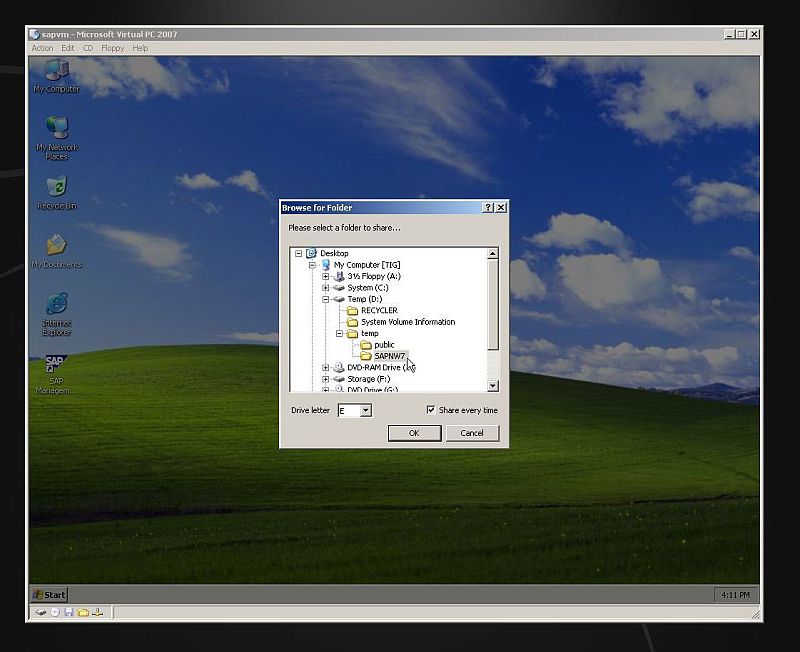 sapvm - Microsoft Virtual PC 2007
Action Edit CD Floppy Help
My Computer
My Network
Places
Recycle Bin
My Documents
Internet
Explorer
SAP
SAP
Managem...
Browse for Folder
Please select a folder to share...
Desktop
My Computer [TIG]
3½ Floppy (A:)
System (C:)
Temp (D:)
RECYCLER
System Volume Information
temp
public
SAPNW7
DVD-RAM Drive (
Storage (F:)
DVD Drive (G:)
Drive letter E Share every time
OK Cancel
Start 4:11 PM